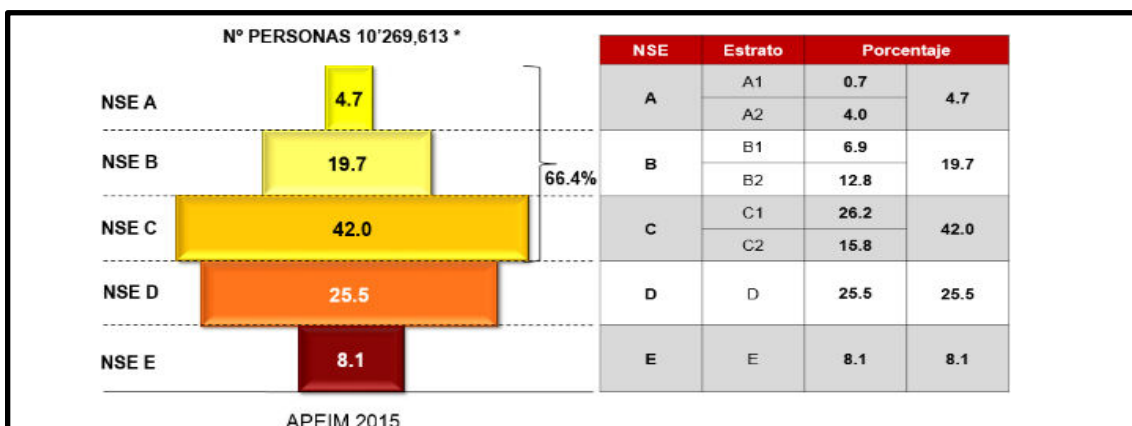 Nº PERSONAS 10’269,613 *
NSE A
4.7
NSE B
19.7
66.4%
NSE C
42.0
NSE D
25.5
NSE E
8.1
APEIM 2015
NSE Estrato Porcentaje
A A1 0.7 4.7
A2 4.0
B B1 6.9 19.7
B2 12.8
C C1 26.2 42.0
C2 15.8
D D 25.5 25.5
E E 8.1 8.1